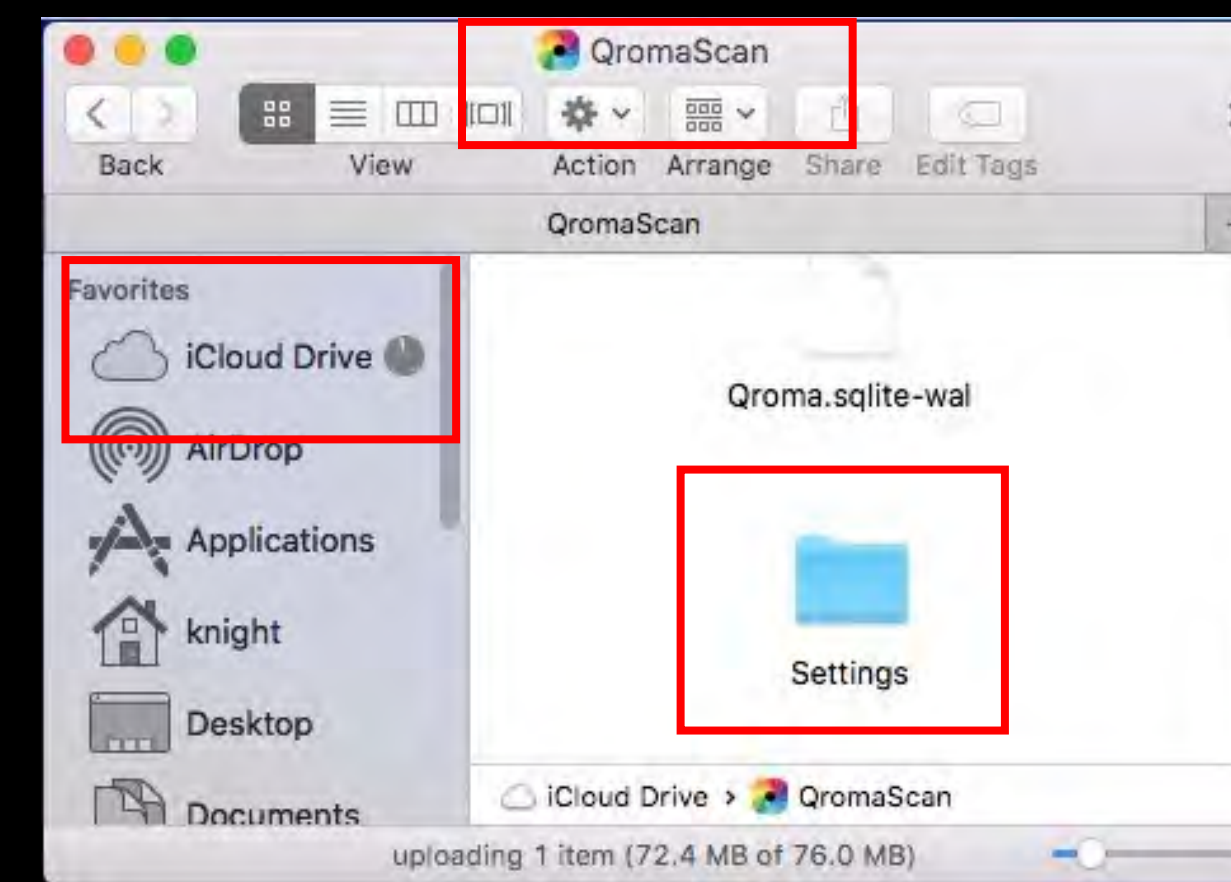 QromaScan
Back View Action Arrange Share Edit Tags
QromaScan
Favorites
iCloud Drive
AirDrop
Applications
knight
Desktop
Documents
Qroma.sqlite-wal
Settings
iCloud Drive › QromaScan
uploading 1 item (72.4 MB of 76.0 MB)